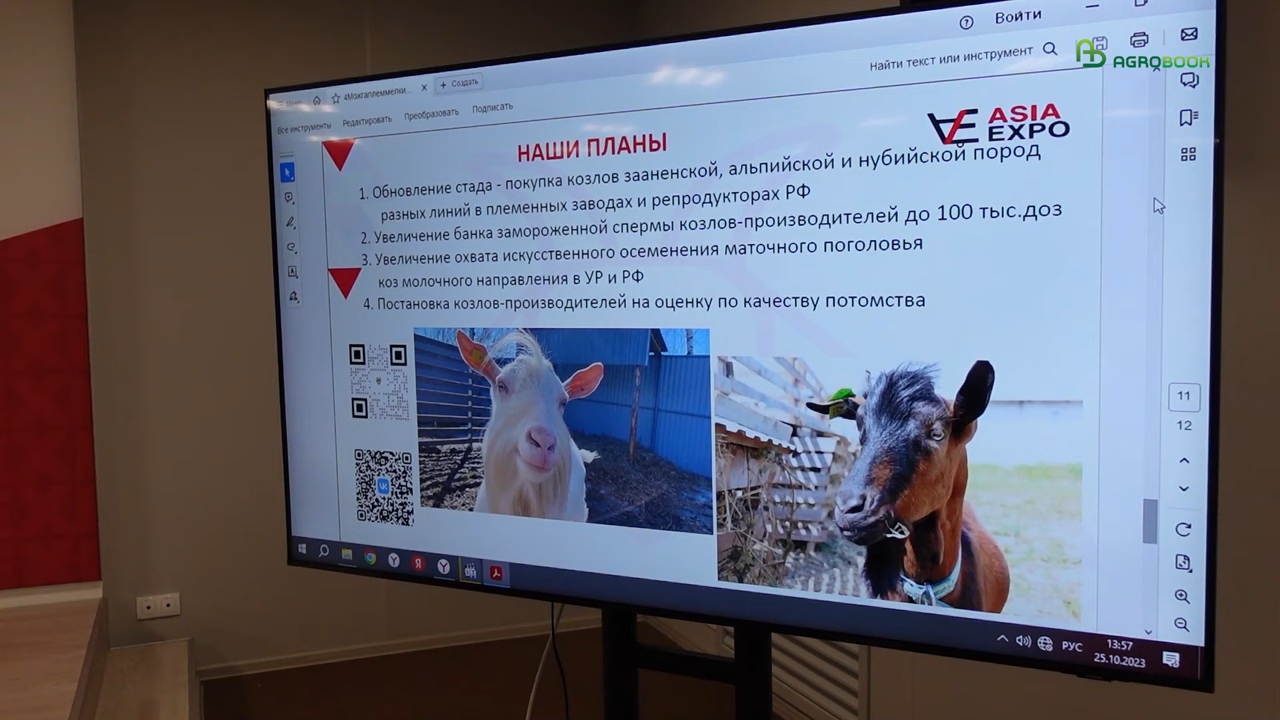 Войти
Найти текст или инструмент
AGROBOOK
4Можгаплеммелки...
Создать
Все инструменты
Редактировать
Преобразовать
Подписать
ASIA
EXPO
НАШИ ПЛАНЫ
1. Обновление стада - покупка козлов зааненской, альпийской и нубийской пород
разных линий в племенных заводах и репродукторах РФ
2. Увеличение банка замороженной спермы козлов-производителей до 100 тыс.доз
3. Увеличение охвата искусственного осеменения маточного поголовья
коз молочного направления в УР и РФ
4. Постановка козлов-производителей на оценку по качеству потомства
11
12
РУС
13:57
25.10.2023